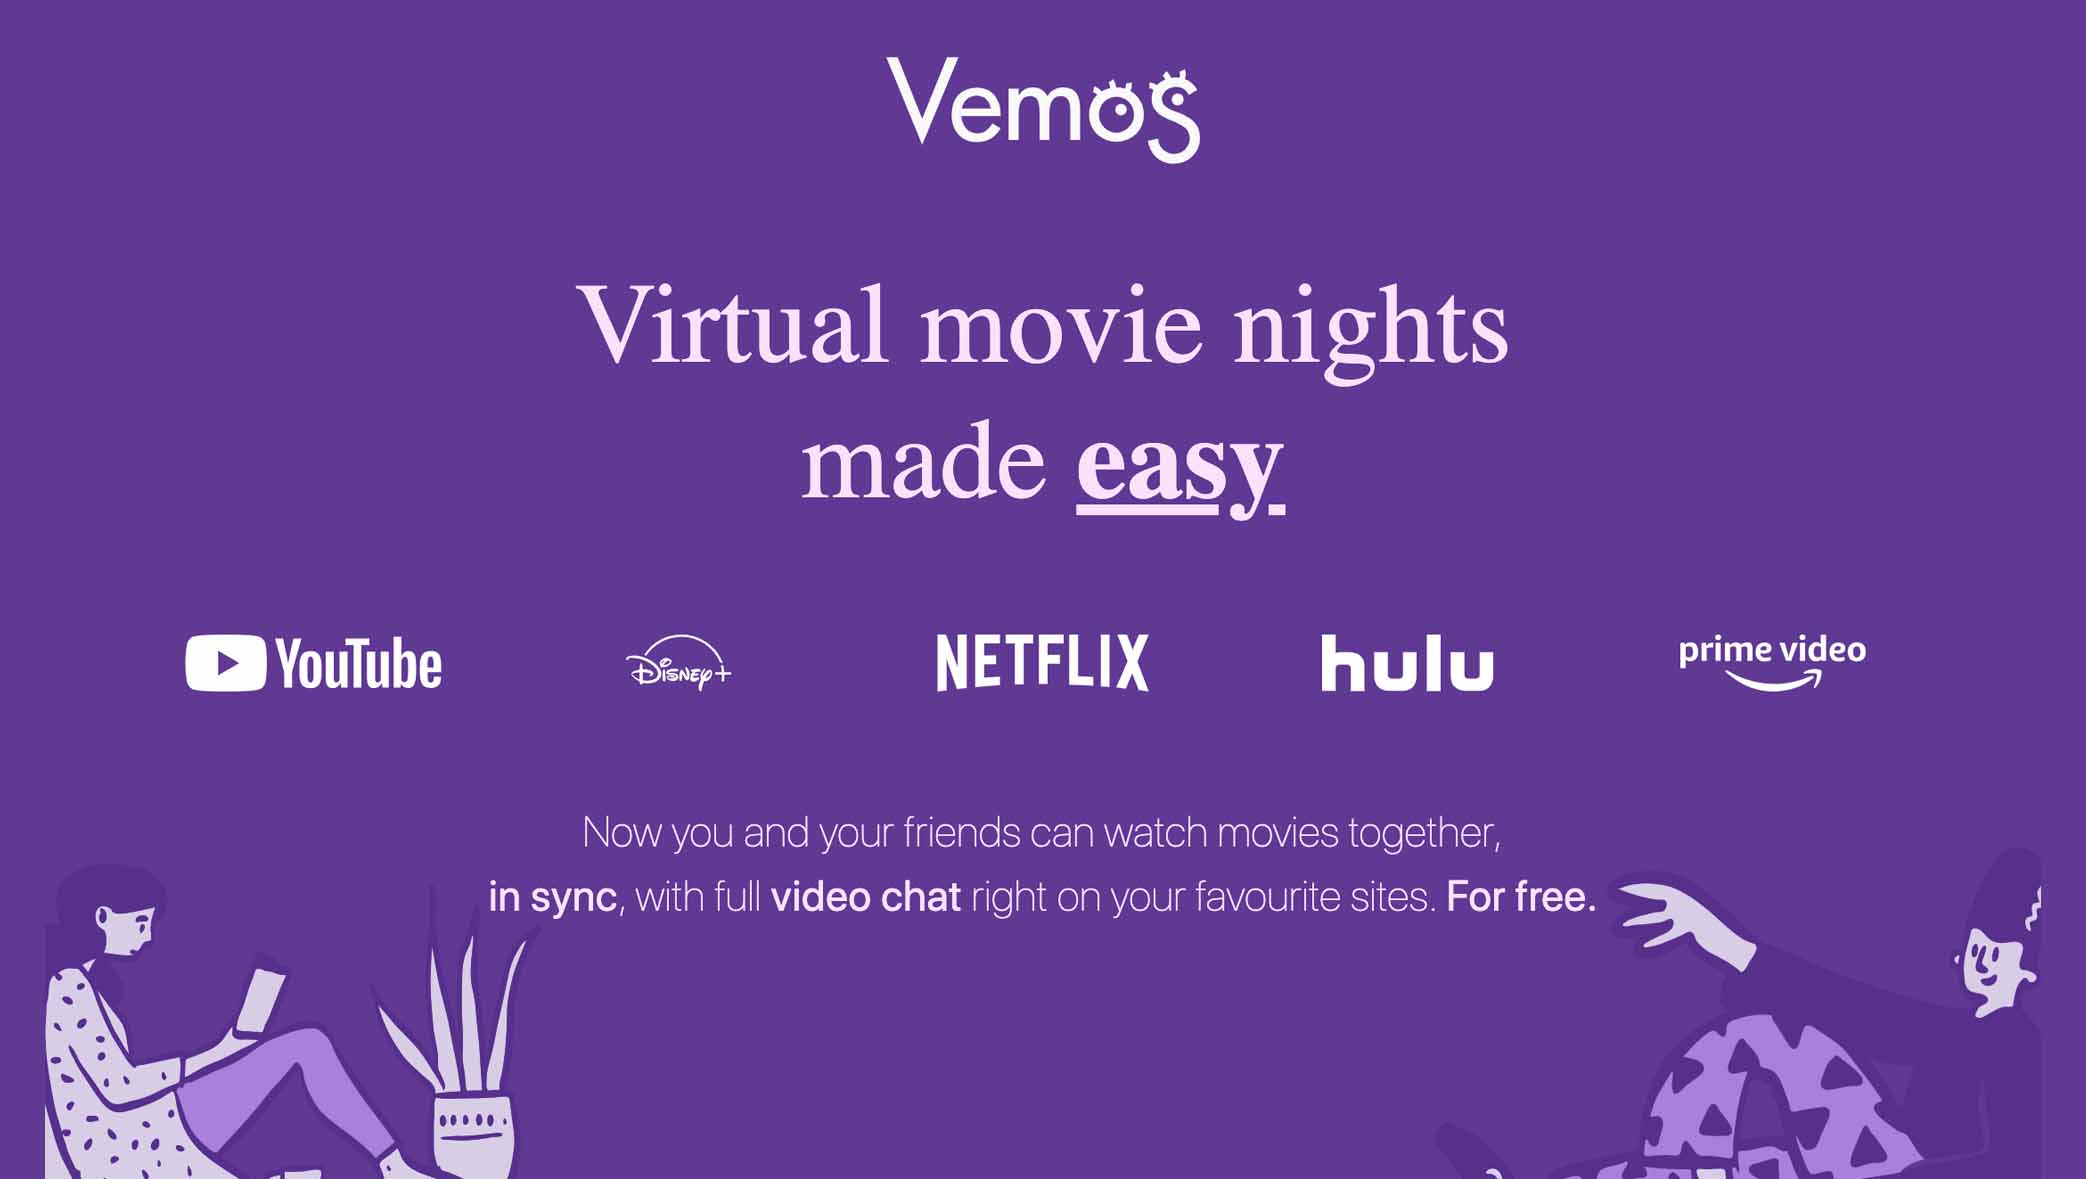 Vemos
Virtual movie nights
made easy
YouTube
Disney+
NETFLIX
hulu
prime video
Now you and your friends can watch movies together,
in sync, with full video chat right on your favourite sites. For free.